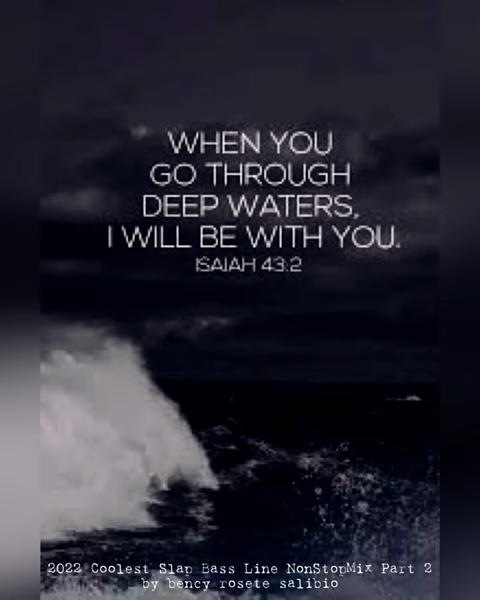 WHEN YOU
GO THROUGH
DEEP WATERS,
I WILL BE WITH YOU.
ISAIAH 43:2
2022 Coolest Slap Bass Line NonStopMix Part 2
by bency rosete salibio